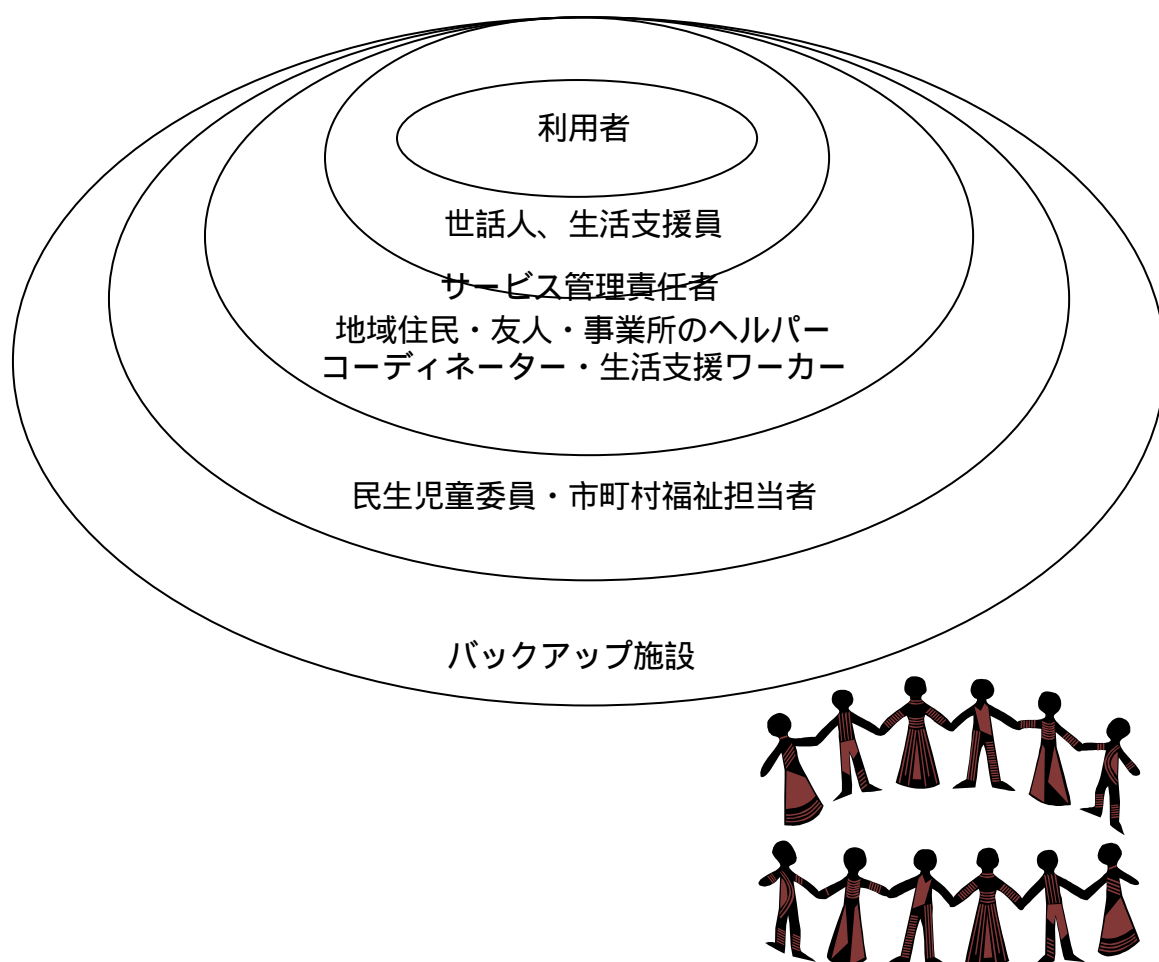 利用者
世話人、生活支援員
サービス管理責任者
地域住民・友人・事業所のヘルパー
コーディネーター・生活支援ワーカー
民生児童委員・市町村福祉担当者
バックアップ施設